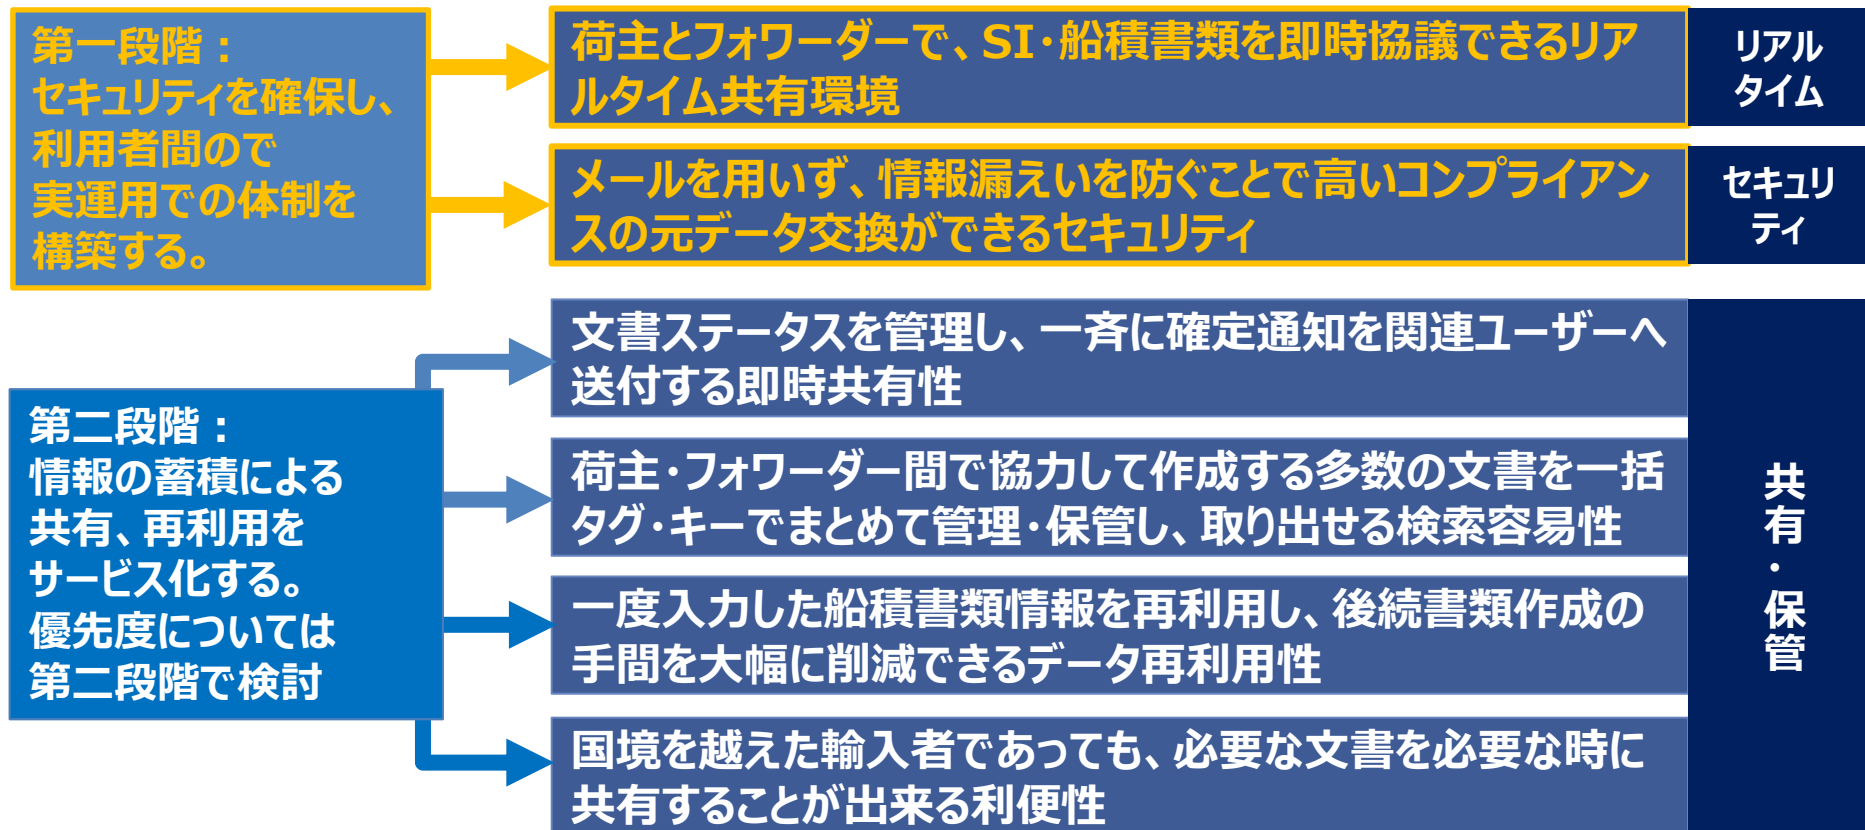 第一段階：
セキュリティを確保し、
利用者間ので
実運用での体制を
構築する。
荷主とフォワーダーで、SI・船積書類を即時協議できるリア
ルタイム共有環境
リアル
タイム
メールを用いず、情報漏えいを防ぐことで高いコンプライアン
スの元データ交換ができるセキュリティ
セキュリ
ティ
第二段階：
情報の蓄積による
共有、再利用を
サービス化する。
優先度については
第二段階で検討
文書ステータスを管理し、一斉に確定通知を関連ユーザーへ
送付する即時共有性
荷主・フォワーダー間で協力して作成する多数の文書を一括
タグ・キーでまとめて管理・保管し、取り出せる検索容易性
一度入力した船積書類情報を再利用し、後続書類作成の
手間を大幅に削減できるデータ再利用性
国境を越えた輸入者であっても、必要な文書を必要な時に
共有することが出来る利便性
共有・保管